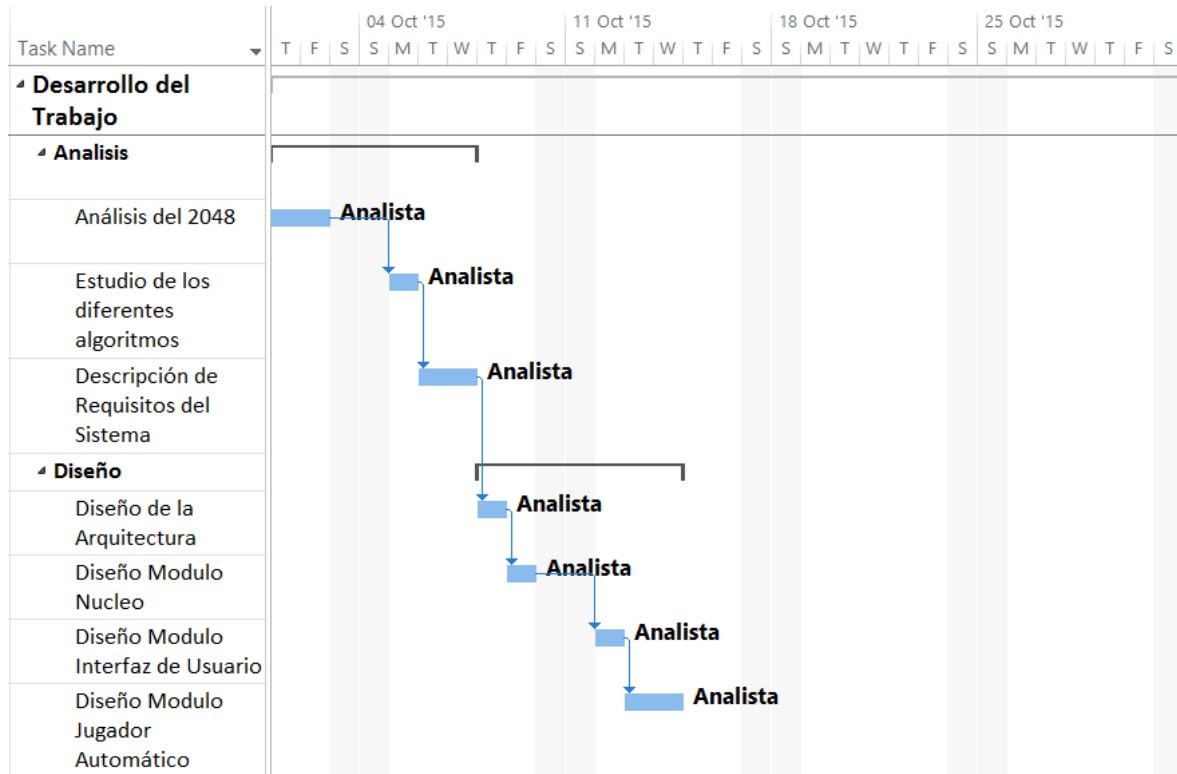 04 Oct '15 11 Oct '15 18 Oct '15 25 Oct '15
Task Name T F S S M T W T F S S M T W T F S S M T W T F S S M T W T F S
Desarrollo del
Trabajo
Analisis
Análisis del 2048 Analista
Estudio de los Analista
diferentes
algoritmos
Descripción de Analista
Requisitos del
Sistema
Diseño
Diseño de la Analista
Arquitectura
Diseño Modulo Analista
Nucleo
Diseño Modulo Analista
Interfaz de Usuario
Diseño Modulo Analista
Jugador
Automático